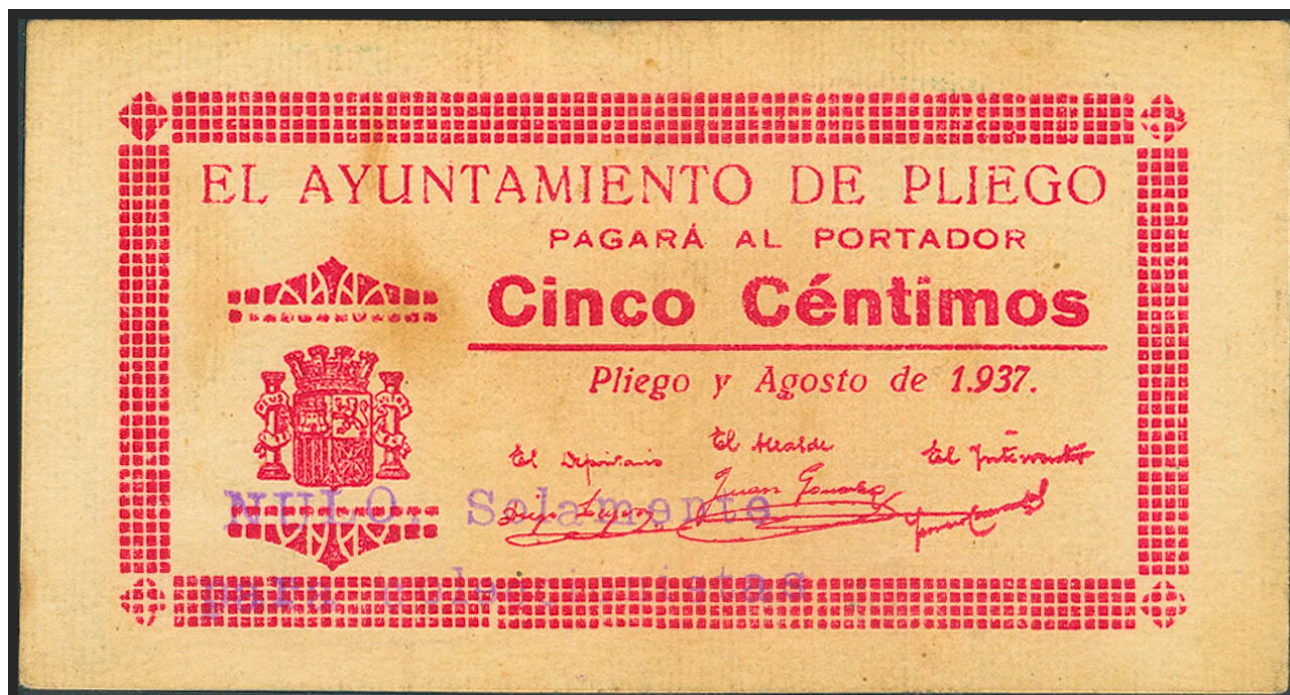 EL AYUNTAMIENTO DE PLIEGO
PAGARÁ AL PORTADOR
Cinco Céntimos
Pliego y Agosto de 1.937.
El Depositario El Alcalde El Interventor
Juan
NULO. Solamente
para coleccionistas